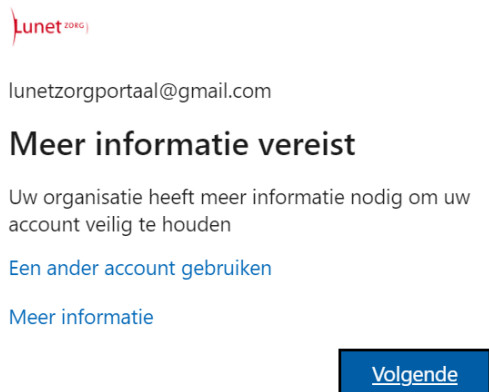 Lunet ZORG
lunetzorgportaal@gmail.com
Meer informatie vereist
Uw organisatie heeft meer informatie nodig om uw
account veilig te houden
Een ander account gebruiken
Meer informatie
Volgende